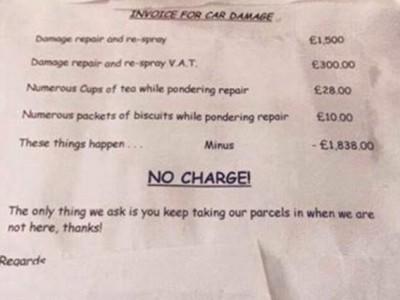 INVOICE FOR CAR DAMAGE
Damage repair and re-spray £1,500
Damage repair and re-spray V.A.T. £300.00
Numerous Cups of tea while pondering repair £28.00
Numerous packets of biscuits while pondering repair £10.00
These things happen . . . Minus - £1,838.00
NO CHARGE!
The only thing we ask is you keep taking our parcels in when we are
not here, thanks!
Regards